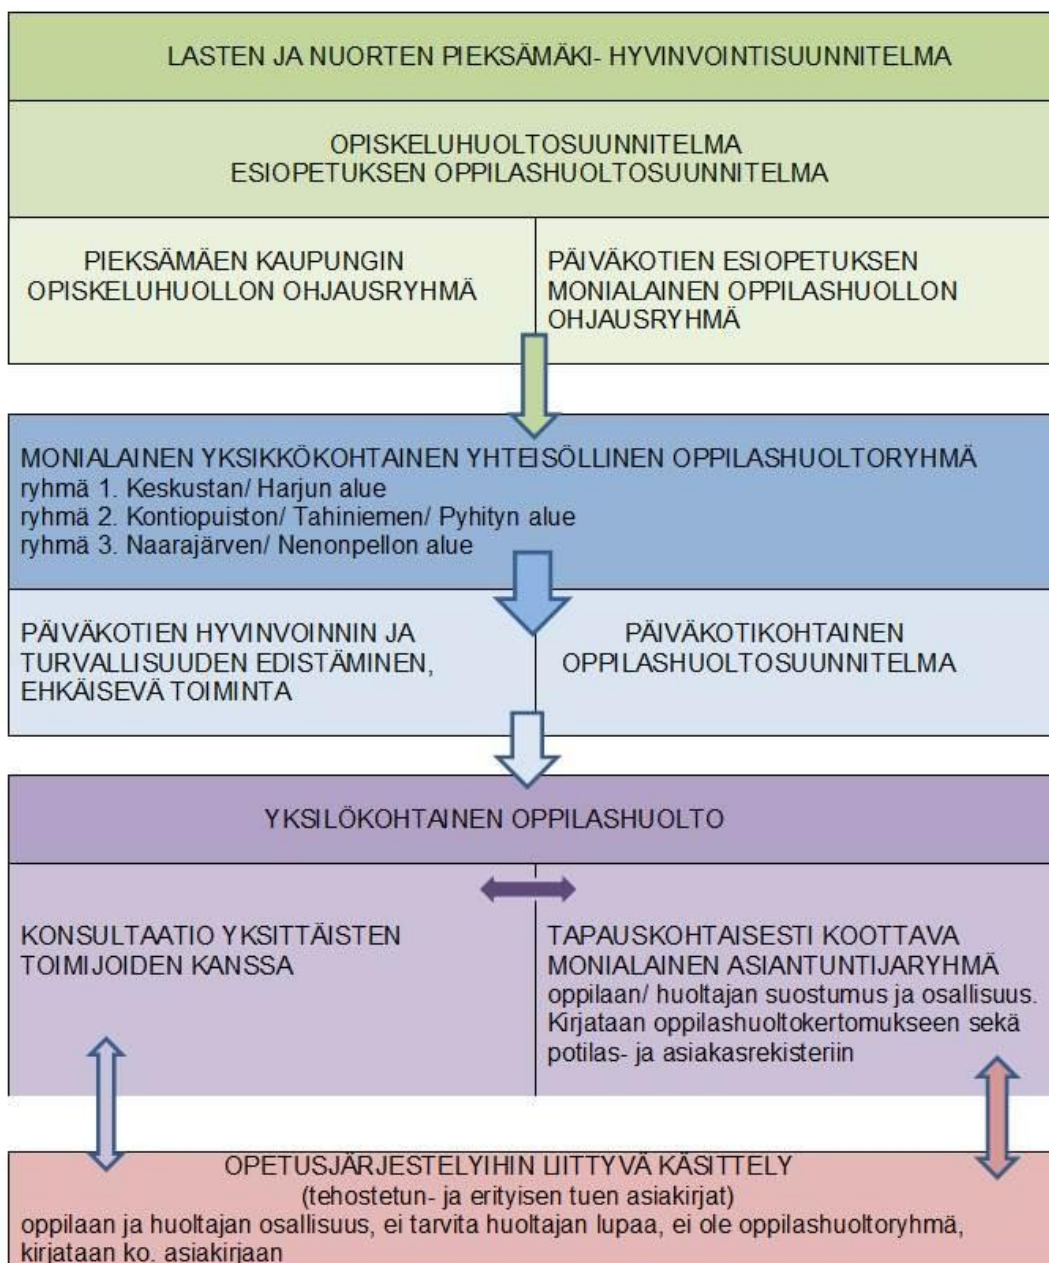 LASTEN JA NUORTEN PIEKSÄMÄKI- HYVINVOINTISUUNNITELMA
OPISKELUHUOLTOSUUNNITELMA
ESIOPETUKSEN OPPILASHUOLTOSUUNNITELMA
PIEKSÄMÄEN KAUPUNGIN
OPISKELUHUOLLON OHJAUSRYHMÄ
PÄIVÄKOTIEN ESIOPETUKSEN
MONIALAINEN OPPILASHUOLLON
OHJAUSRYHMÄ
MONIALAINEN YKSIKKÖKOHTAINEN YHTEISÖLLINEN OPPILASHUOLTORYHMÄ
ryhmä 1. Keskustan/ Harjun alue
ryhmä 2. Kontiopuiston/ Tahiniemen/ Pyhityn alue
ryhmä 3. Naarajärven/ Nenonpellon alue
PÄIVÄKOTIEN HYVINVOINNIN JA
TURVALLISUUDEN EDISTÄMINEN,
EHKÄISEVÄ TOIMINTA
PÄIVÄKOTIKOHTAINEN
OPPILASHUOLTOSUUNNITELMA
YKSILÖKOHTAINEN OPPILASHUOLTO
KONSULTAATIO YKSITTÄISTEN
TOIMIJOIDEN KANSSA
TAPAUSKOHTAISESTI KOOTTAVA
MONIALAINEN ASIANTUNTIJARYHMÄ
oppilaan/ huoltajan suostumus ja osallisuus.
Kirjataan oppilashuoltokertomukseen sekä
potilas- ja asiakasrekisteriin
OPETUSJÄRJESTELYIHIN LIITTYVÄ KÄSITTELY
(tehostetun- ja erityisen tuen asiakirjat)
oppilaan ja huoltajan osallisuus, ei tarvita huoltajan lupaa, ei ole oppilashuoltoryhmä,
kirjataan ko. asiakirjaan